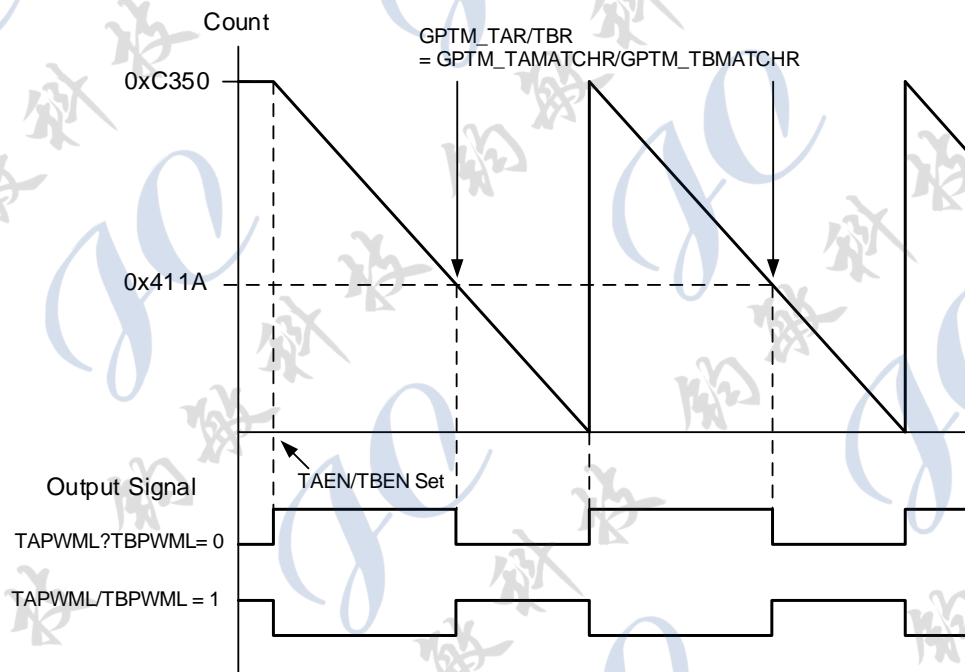 Count
GPTM_TAR/TBR
= GPTM_TAMATCHR/GPTM_TBMATCHR
0xC350
0x411A
TAEN/TBEN Set
Output Signal
TAPWML?TBPWML= 0
TAPWML/TBPWML = 1